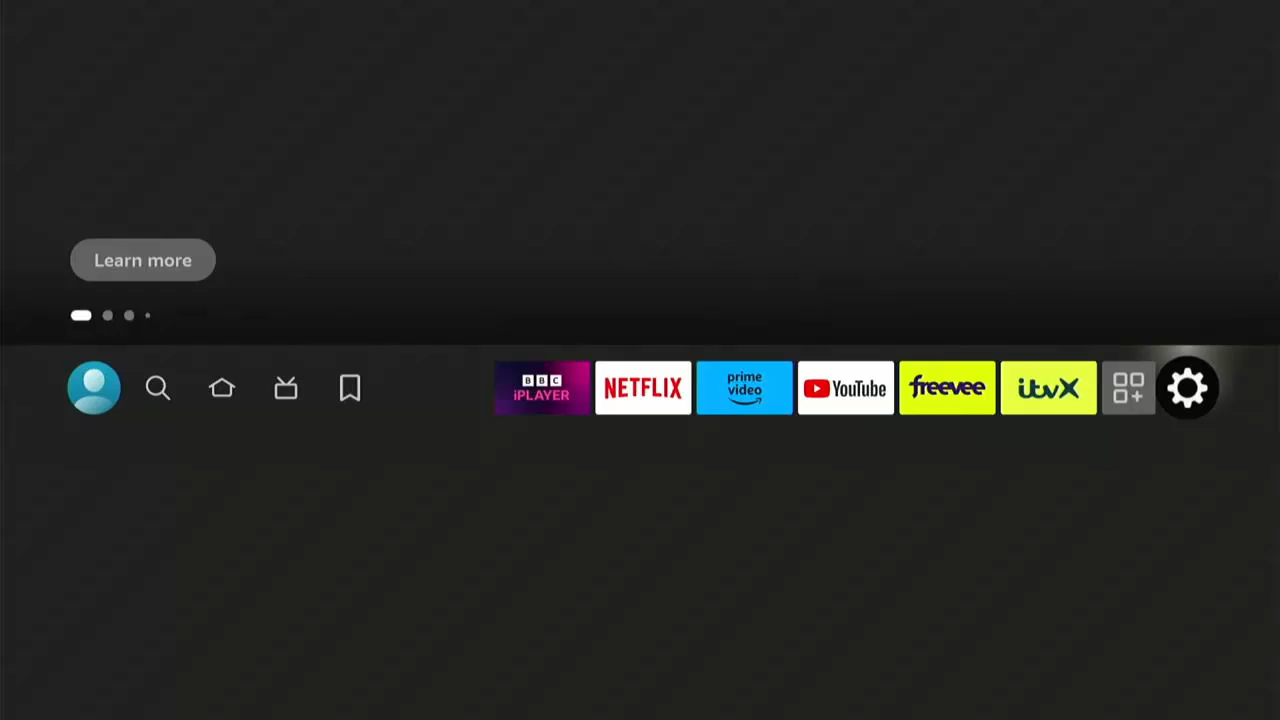 Learn more
BBC
iPLAYER
NETFLIX
prime
video
YouTube
freevee
itvX